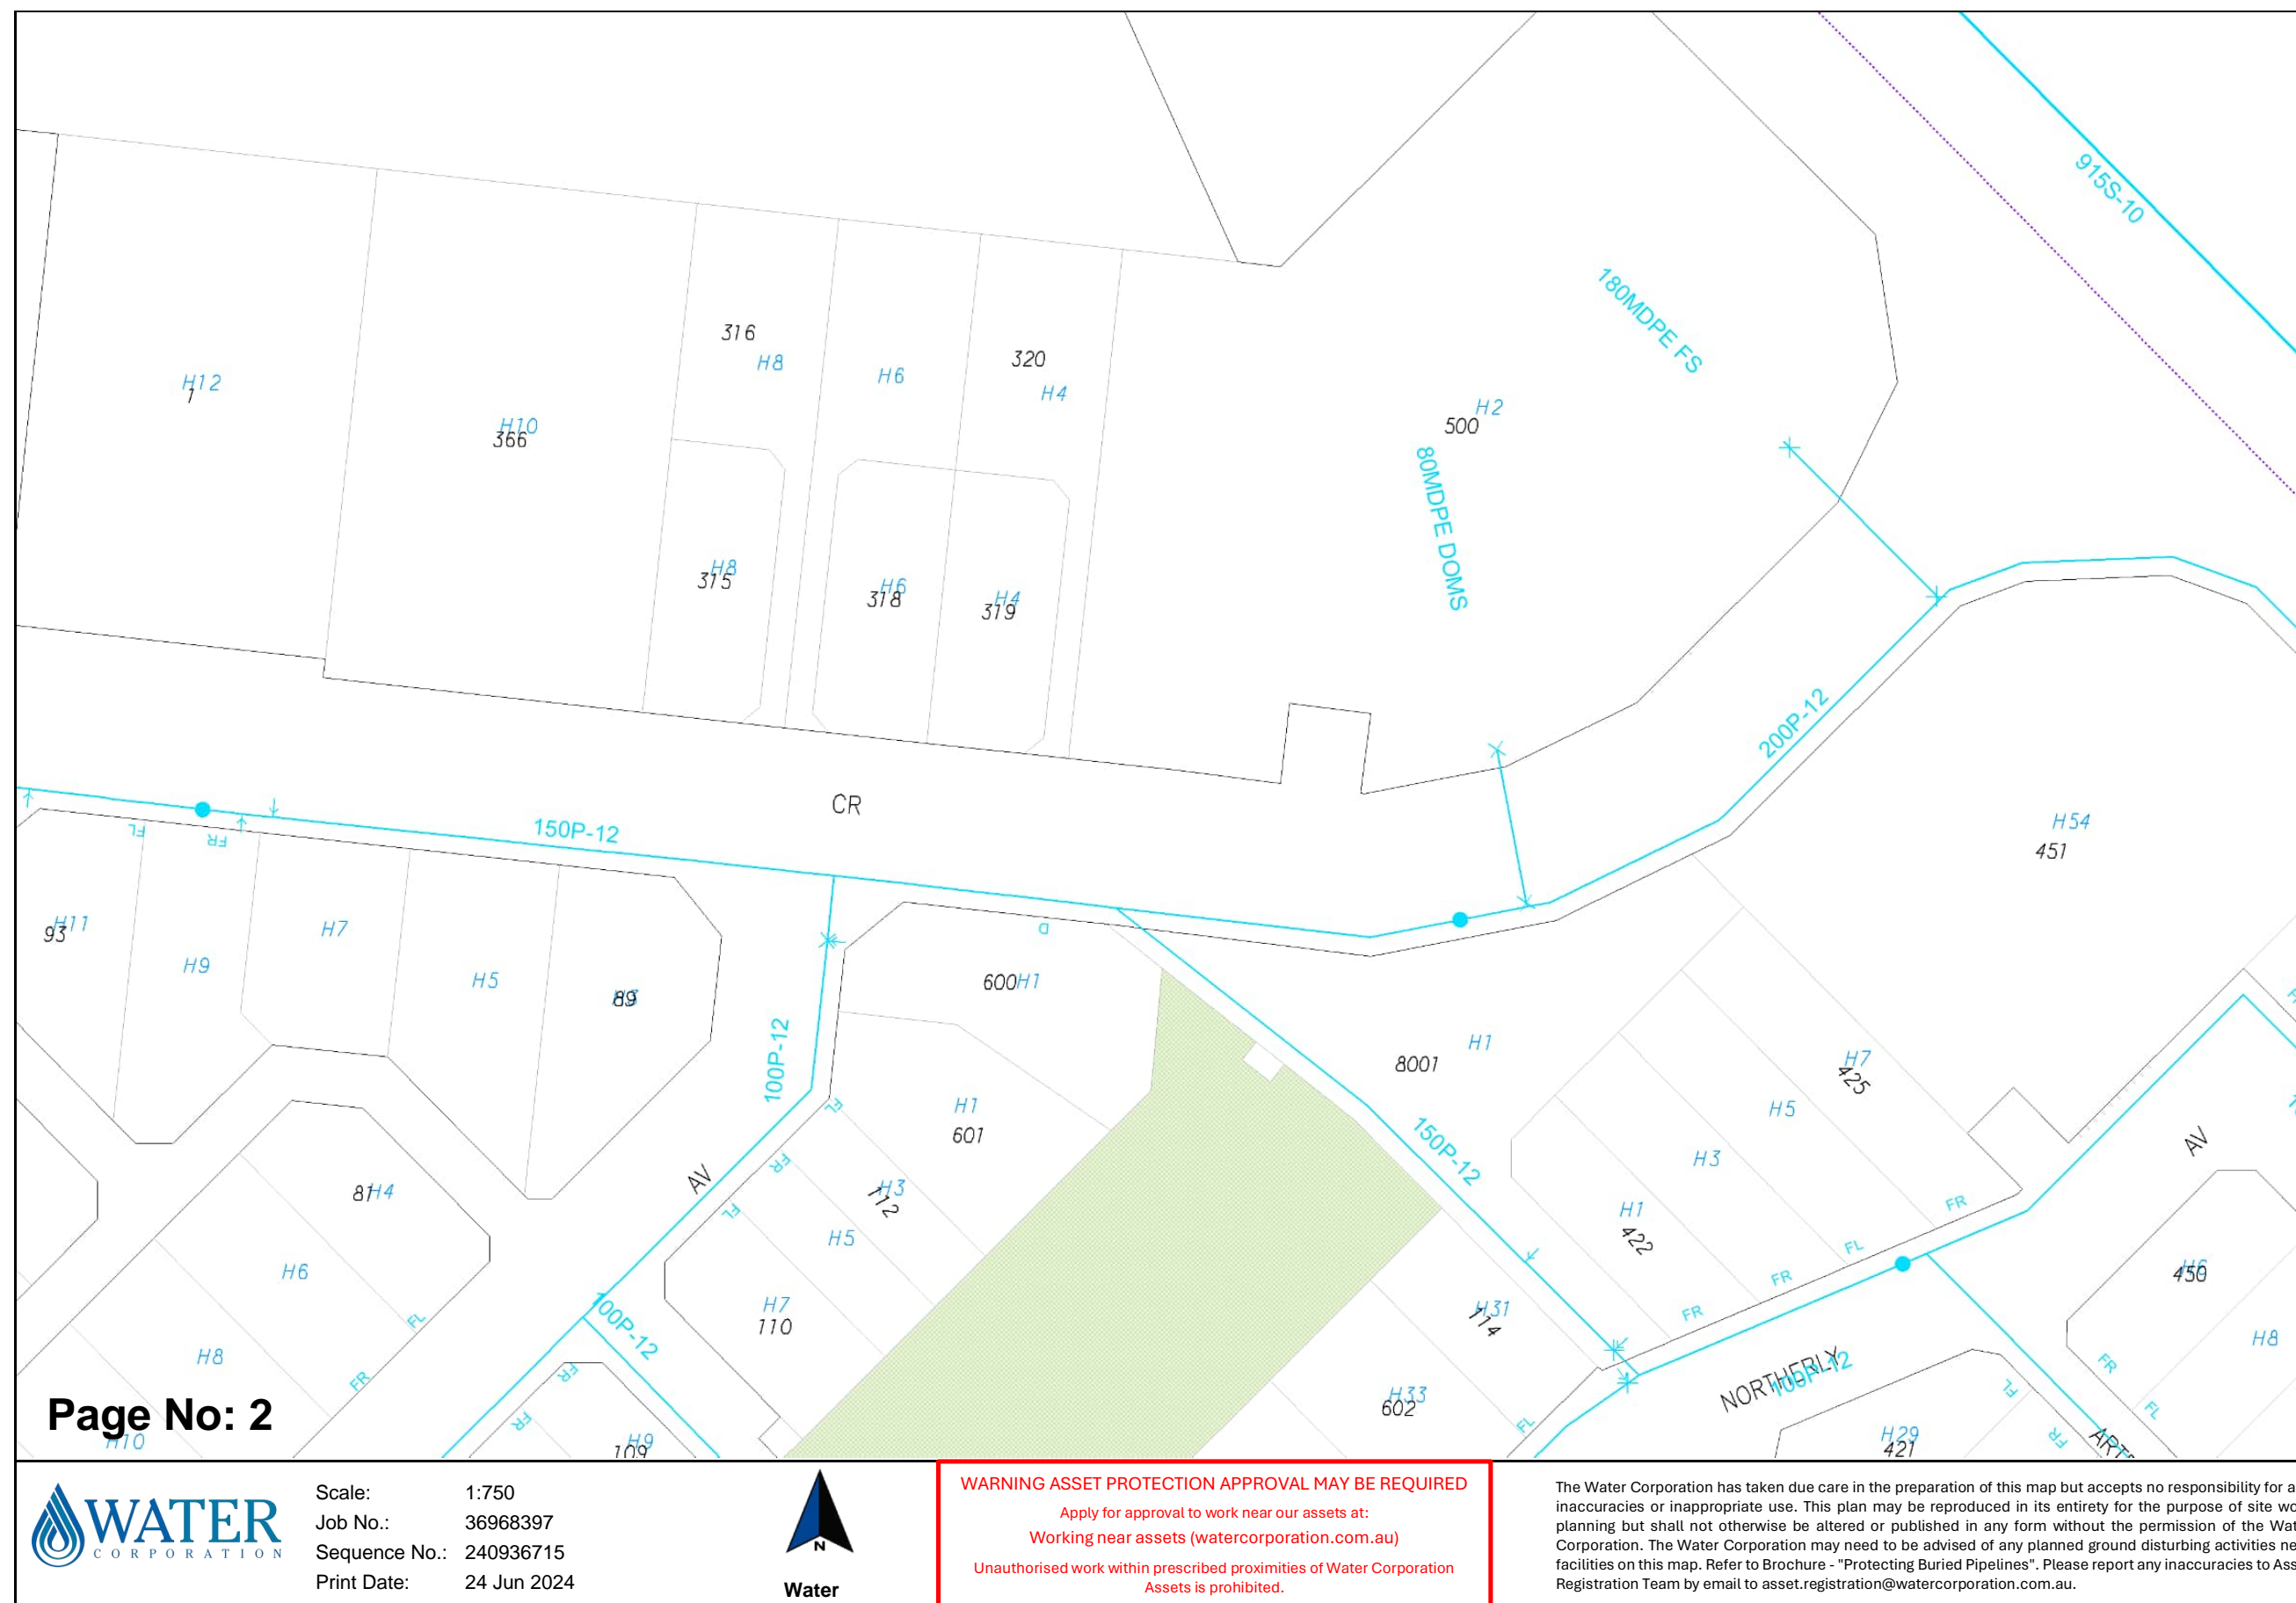 915S-10
180MDPE FS
316
H8
H6
320
H4
H12
1
H10
366
H2
500
80MDPE DOMS
H8
315
H6
318
H4
319
200P-12
CR
150P-12
FL
FR
H54
451
H11
93
H9
H7
H5
89
D
600 H1
100P-12
H1
8001
H7
425
H5
H3
H1
601
FL
FR
FL
150P-12
AV
AV
H3
712
H5
81 H4
H6
H1
422
FR
FL
FR
FR
H31
714
450
H8
H7
110
100P-12
FL
FR
H8
FR
FR
NORTHERLY
100P-12
H33
602
FL
FL
FR
FR
FL
H29
421
H9
109
H10
Page No: 2
WATER
CORPORATION
Scale: 1:750
Job No.: 36968397
Sequence No.: 240936715
Print Date: 24 Jun 2024
N
Water
WARNING ASSET PROTECTION APPROVAL MAY BE REQUIRED
Apply for approval to work near our assets at:
Working near assets (watercorporation.com.au)
Unauthorised work within prescribed proximities of Water Corporation
Assets is prohibited.
The Water Corporation has taken due care in the preparation of this map but accepts no responsibility for
inaccuracies or inappropriate use. This plan may be reproduced in its entirety for the purpose of site
planning but shall not otherwise be altered or published in any form without the permission of the
Corporation. The Water Corporation may need to be advised of any planned ground disturbing activities
facilities on this map. Refer to Brochure - "Protecting Buried Pipelines". Please report any inaccuracies to
Registration Team by email to asset.registration@watercorporation.com.au.